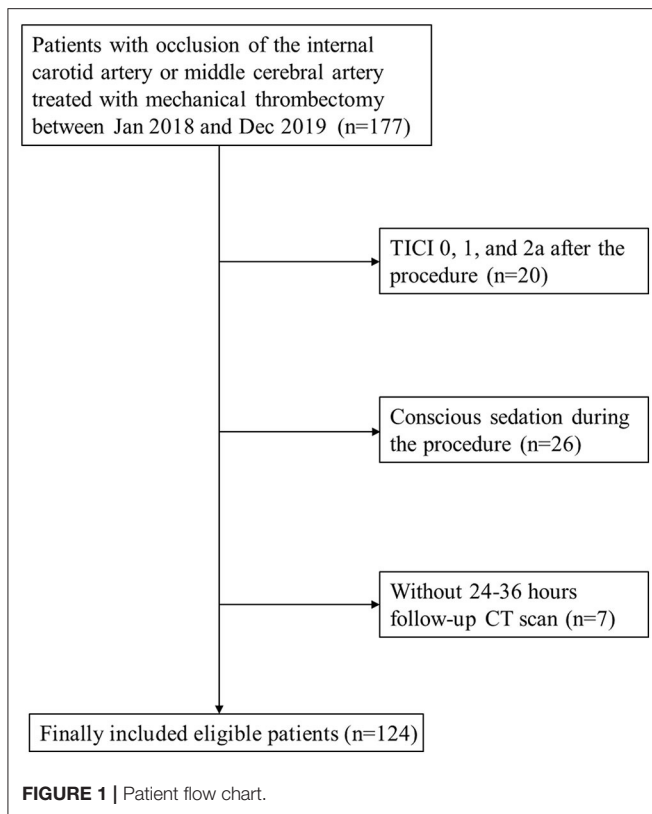 Patients with occlusion of the internal
carotid artery or middle cerebral artery
treated with mechanical thrombectomy
between Jan 2018 and Dec 2019 (n=177)
TICI 0, 1, and 2a after the
procedure (n=20)
Conscious sedation during
the procedure (n=26)
Without 24-36 hours
follow-up CT scan (n=7)
Finally included eligible patients (n=124)
FIGURE 1 | Patient flow chart.